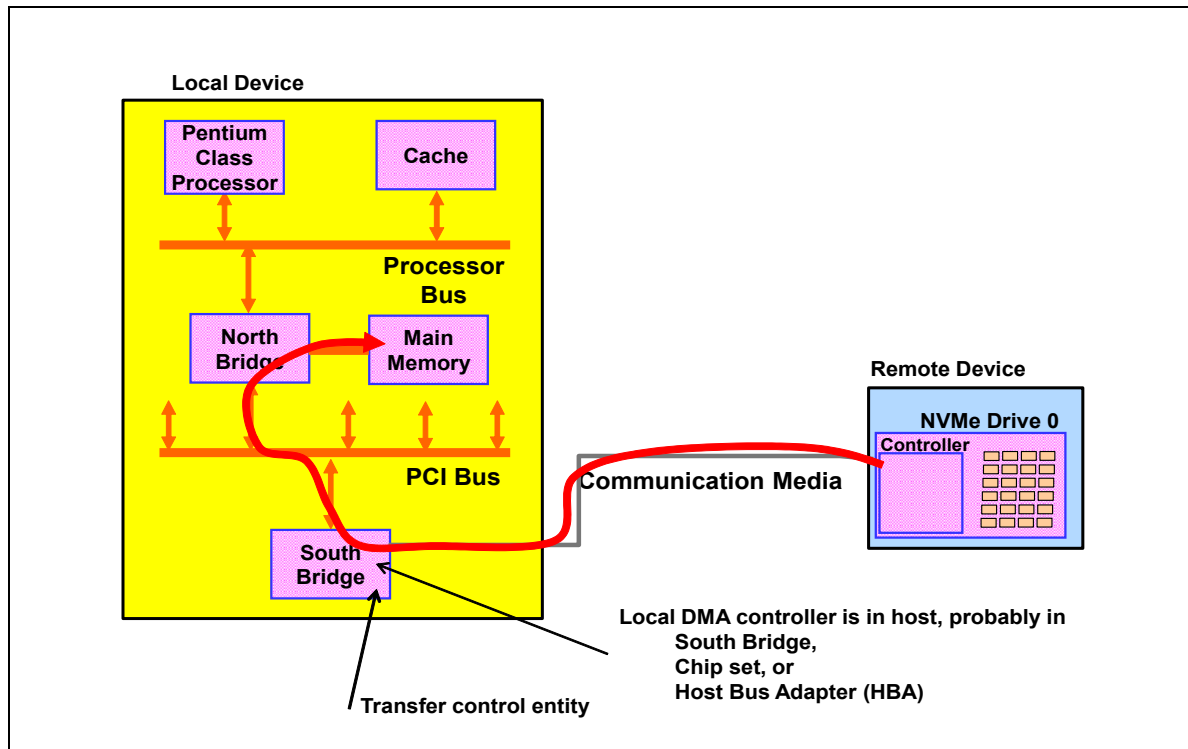 Local Device
Pentium
Class
Processor
Cache
Processor
Bus
North
Bridge
Main
Memory
Remote Device
NVMe Drive 0
Controller
PCI Bus
Communication Media
South
Bridge
Local DMA controller is in host, probably in
South Bridge,
Chip set, or
Host Bus Adapter (HBA)
Transfer control entity